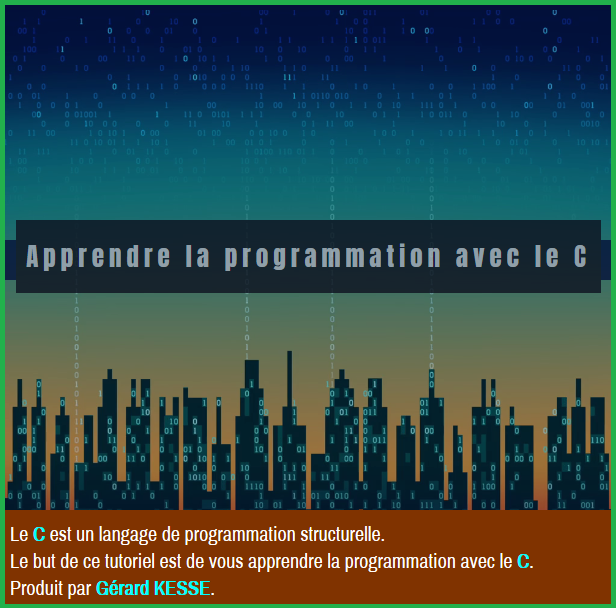 Apprendre la programmation avec le C
Le C est un langage de programmation structurelle.
Le but de ce tutoriel est de vous apprendre la programmation avec le C.
Produit par Gérard KESSE.